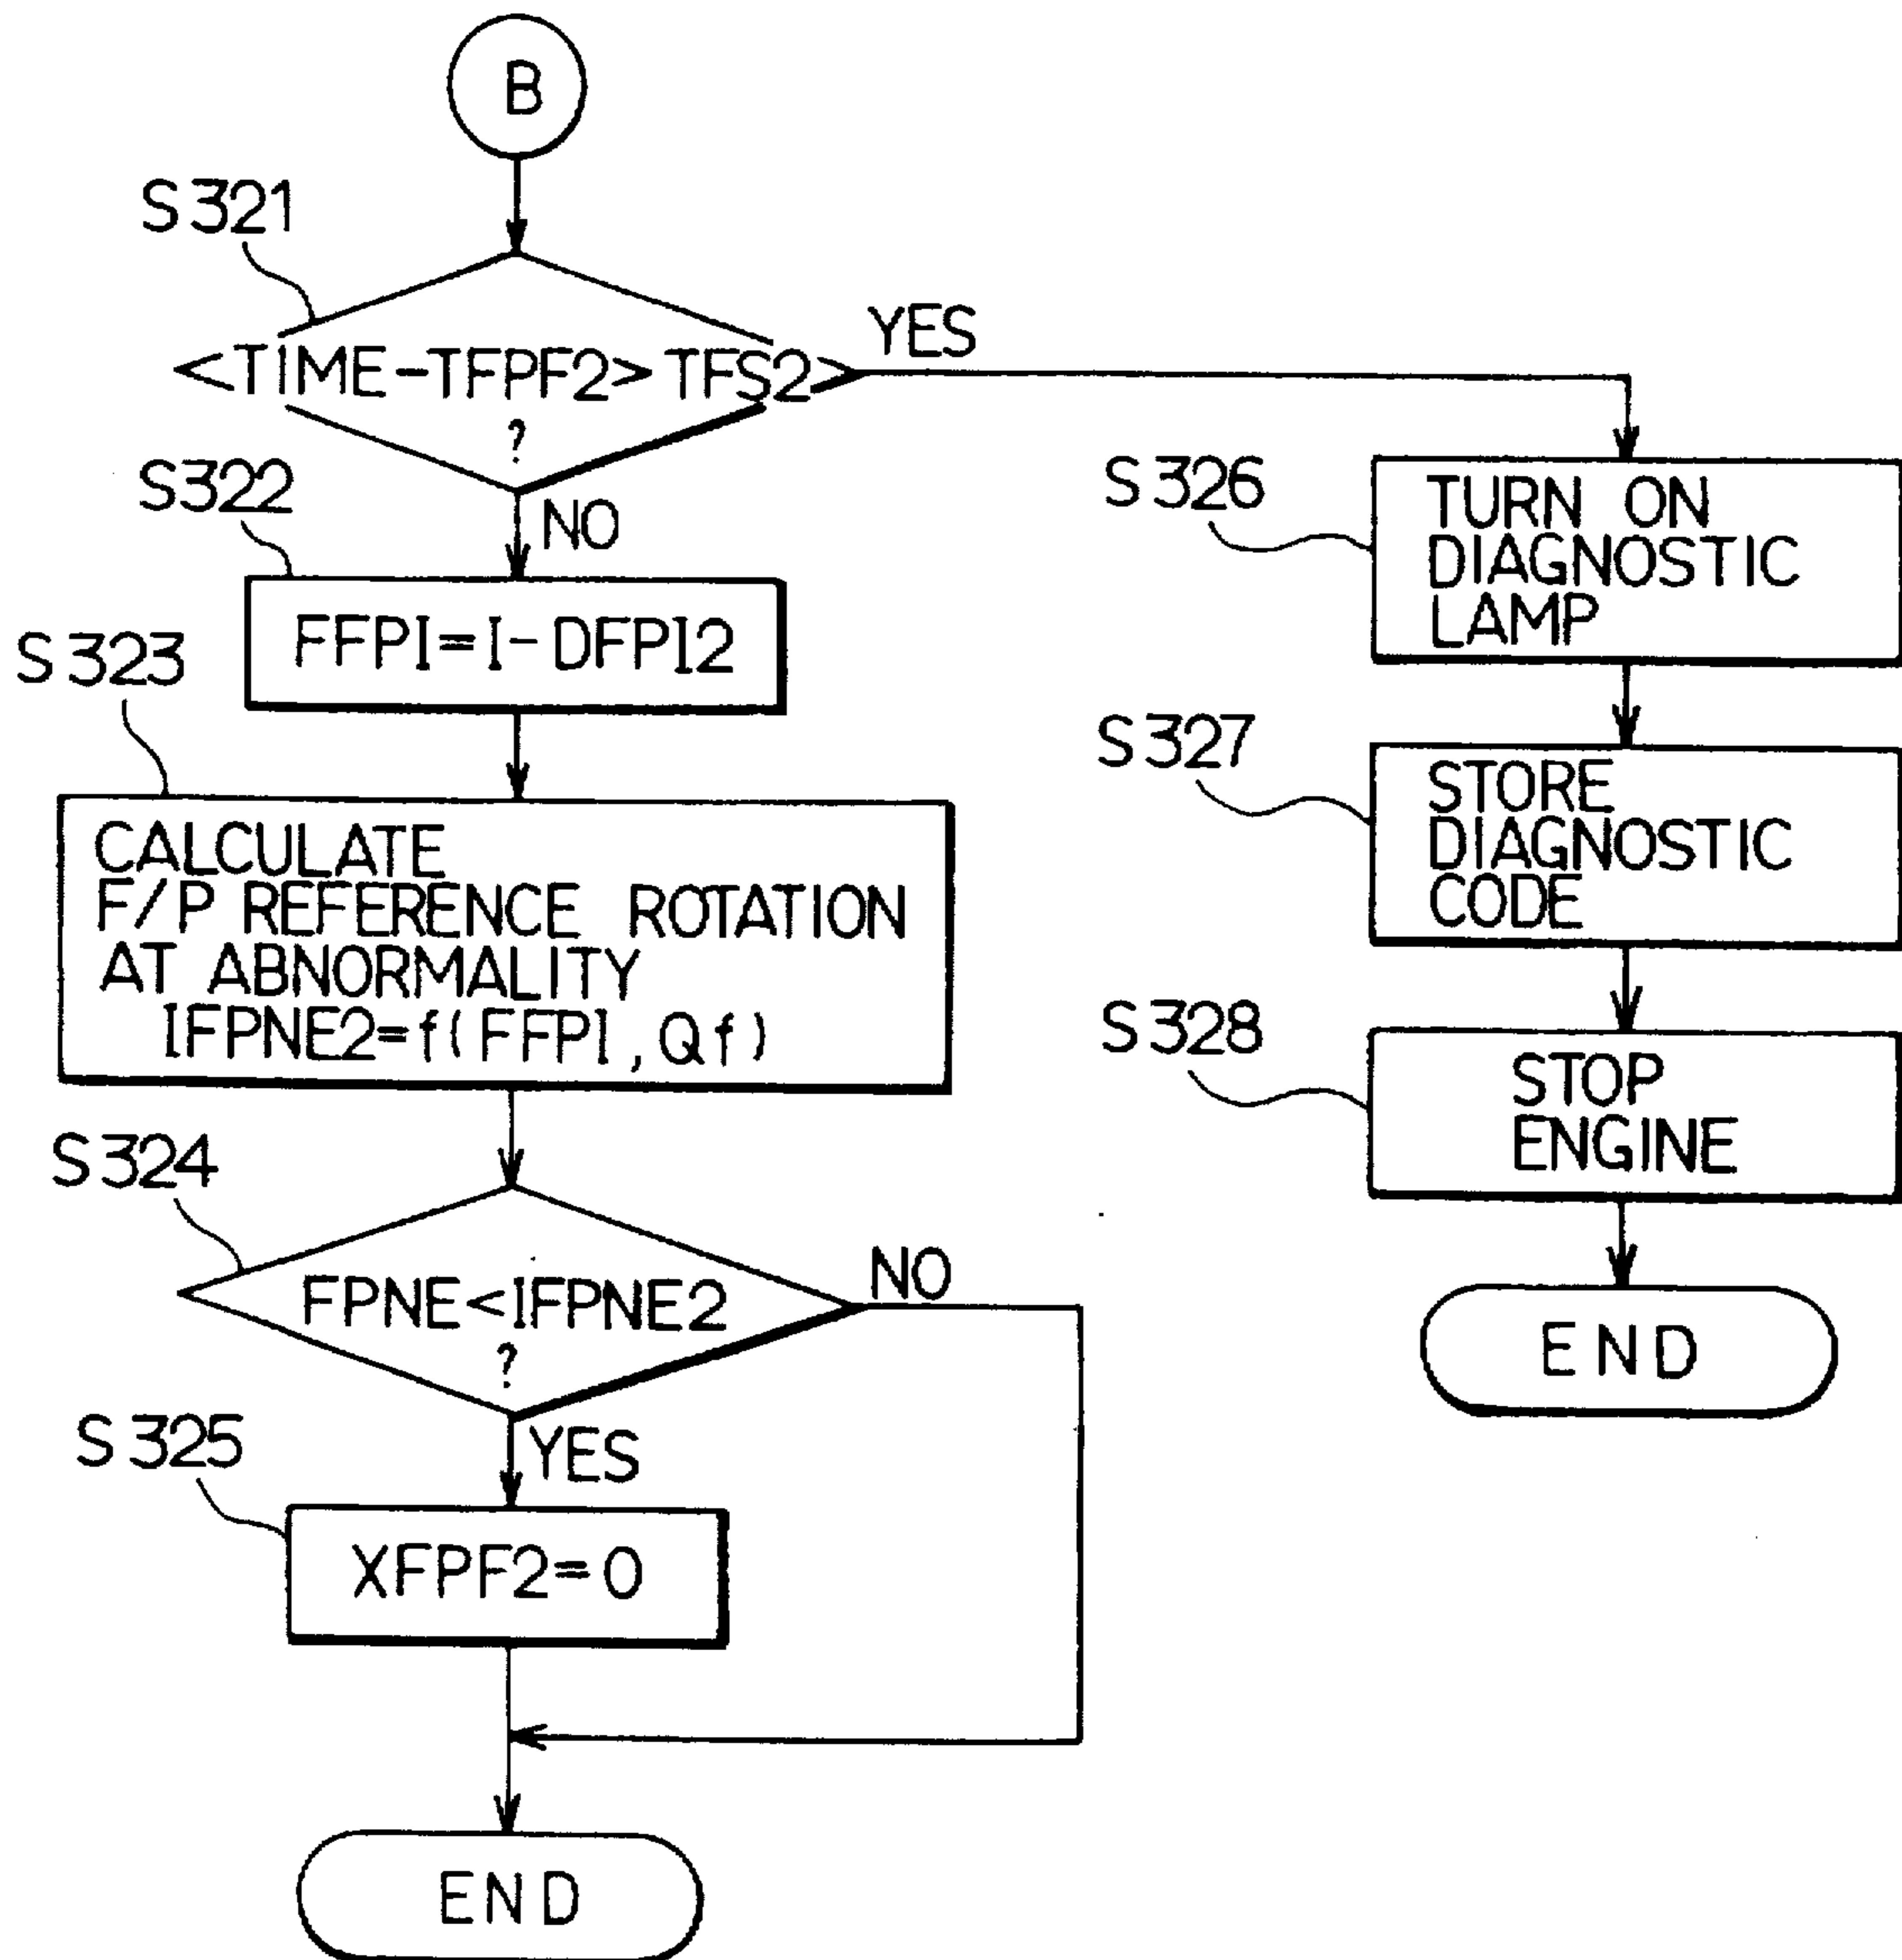 B
S321
<TIME-TFPF2>TFS2>
?
YES
NO
S322
FFPI=I-DFPI2
S323
CALCULATE
F/P REFERENCE ROTATION
AT ABNORMALITY
IFPNE2=f(FFPI,Qf)
S324
FPNE<IFPNE2
?
NO
YES
S325
XFPF2=0
END
S326
TURN ON
DIAGNOSTIC
LAMP
S327
STORE
DIAGNOSTIC
CODE
S328
STOP
ENGINE
END